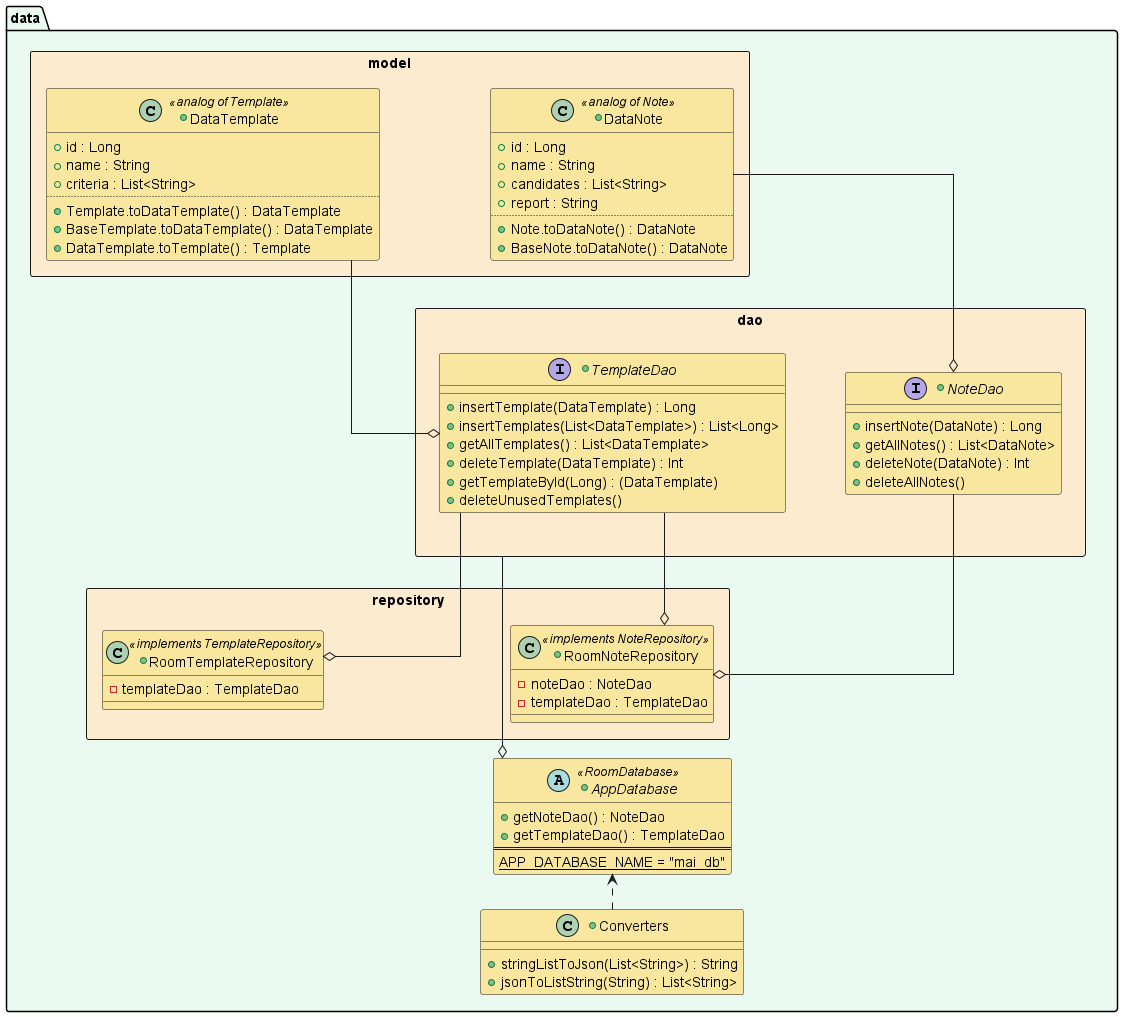 data
model
C
«analog of Template»
DataTemplate
id : Long
name : String
criteria : List<String>
Template.toDataTemplate() : DataTemplate
BaseTemplate.toDataTemplate() : DataTemplate
DataTemplate.toTemplate() : Template
C
«analog of Note»
DataNote
id : Long
name : String
candidates : List<String>
report : String
Note.toDataNote() : DataNote
BaseNote.toDataNote() : DataNote
dao
I
TemplateDao
insertTemplate(DataTemplate) : Long
insertTemplates(List<DataTemplate>) : List<Long>
getAllTemplates() : List<DataTemplate>
deleteTemplate(DataTemplate) : Int
getTemplateById(Long) : (DataTemplate)
deleteUnusedTemplates()
I
NoteDao
insertNote(DataNote) : Long
getAllNotes() : List<DataNote>
deleteNote(DataNote) : Int
deleteAllNotes()
repository
C
«implements TemplateRepository»
RoomTemplateRepository
templateDao : TemplateDao
C
«implements NoteRepository»
RoomNoteRepository
noteDao : NoteDao
templateDao : TemplateDao
A
«RoomDatabase»
AppDatabase
getNoteDao() : NoteDao
getTemplateDao() : TemplateDao
APP_DATABASE_NAME = "mai_db"
C
Converters
stringListToJson(List<String>) : String
jsonToListString(String) : List<String>